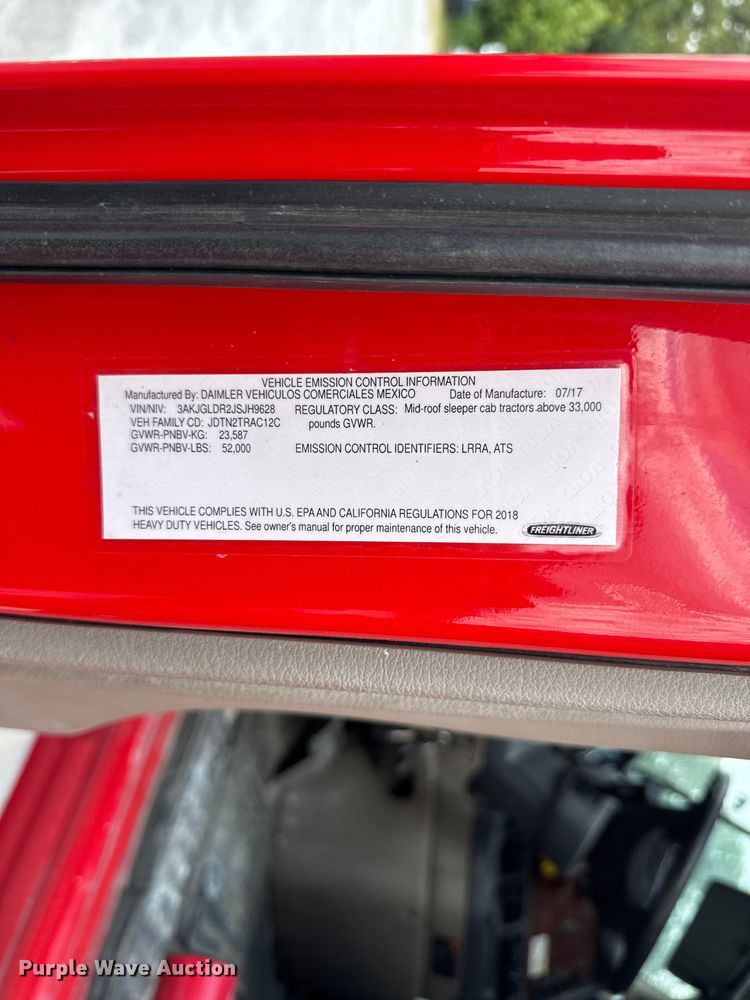 VEHICLE EMISSION CONTROL INFORMATION
Manufactured By: DAIMLER VEHICULOS COMERCIALES MEXICO Date of Manufacture: 07/17
VIN/NIV: 3AKJGLDR2JSJH9628 REGULATORY CLASS: Mid-roof sleeper cab tractors above 33,000
VEH FAMILY CD: JDTN2TRAC12C pounds GVWR.
GVWR-PNBV-KG: 23,587
GVWR-PNBV-LBS: 52,000 EMISSION CONTROL IDENTIFIERS: LRRA, ATS
THIS VEHICLE COMPLIES WITH U.S. EPA AND CALIFORNIA REGULATIONS FOR 2018
HEAVY DUTY VEHICLES. See owner's manual for proper maintenance of this vehicle.
FREIGHTLINER
Purple Wave Auction